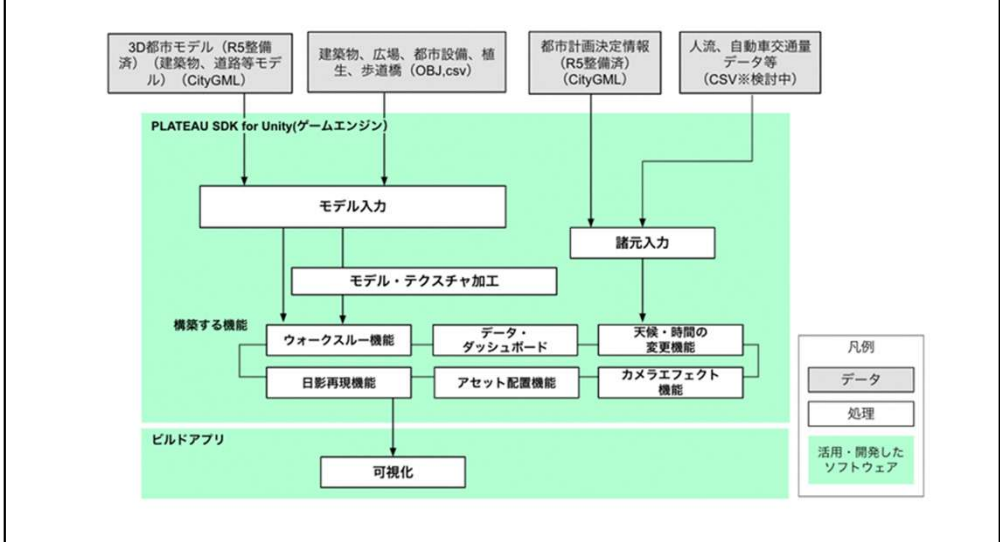 3D都市モデル（R5整備
済）（建築物、道路等モデ
ル）（CityGML）
建築物、広場、都市設備、植
生、歩道橋（OBJ,csv）
都市計画決定情報
（R5整備済）
（CityGML）
人流、自動車交通量
データ等
（CSV※検討中）
PLATEAU SDK for Unity(ゲームエンジン）
モデル入力
諸元入力
モデル・テクスチャ加工
構築する機能
ウォークスルー機能
データ・
ダッシュボード
天候・時間の
変更機能
日影再現機能
アセット配置機能
カメラエフェクト
機能
ビルドアプリ
可視化
凡例
データ
処理
活用・開発した
ソフトウェア